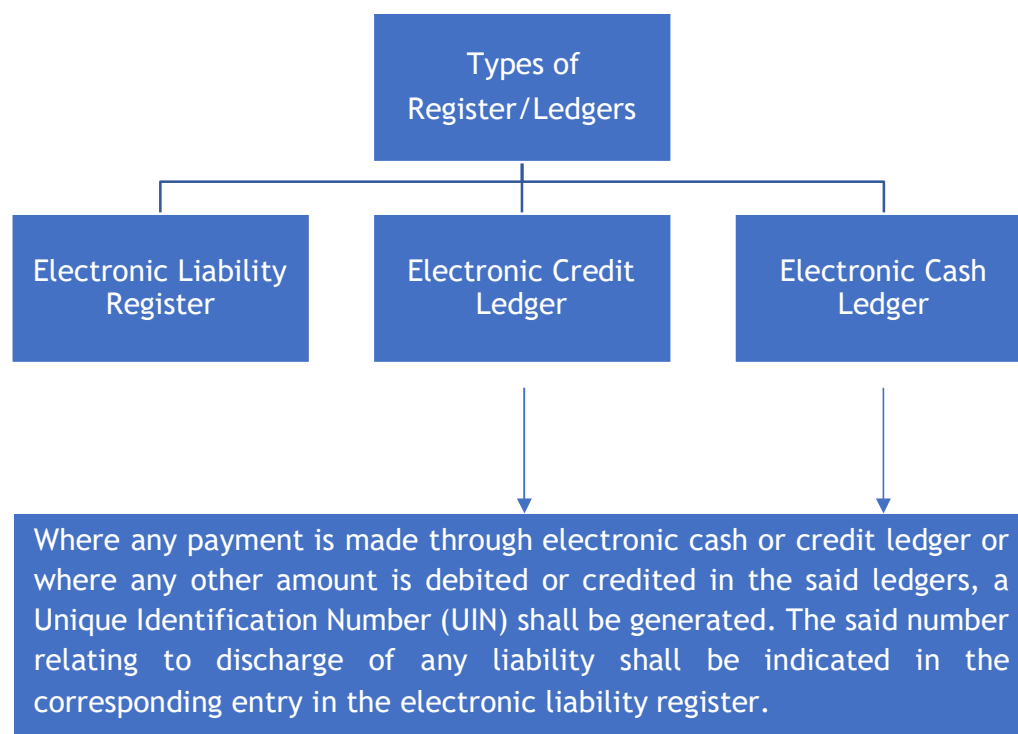 Types of
Register/Ledgers
Electronic Liability
Register
Electronic Credit
Ledger
Electronic Cash
Ledger
Where any payment is made through electronic cash or credit ledger or
where any other amount is debited or credited in the said ledgers, a
Unique Identification Number (UIN) shall be generated. The said number
relating to discharge of any liability shall be indicated in the
corresponding entry in the electronic liability register.